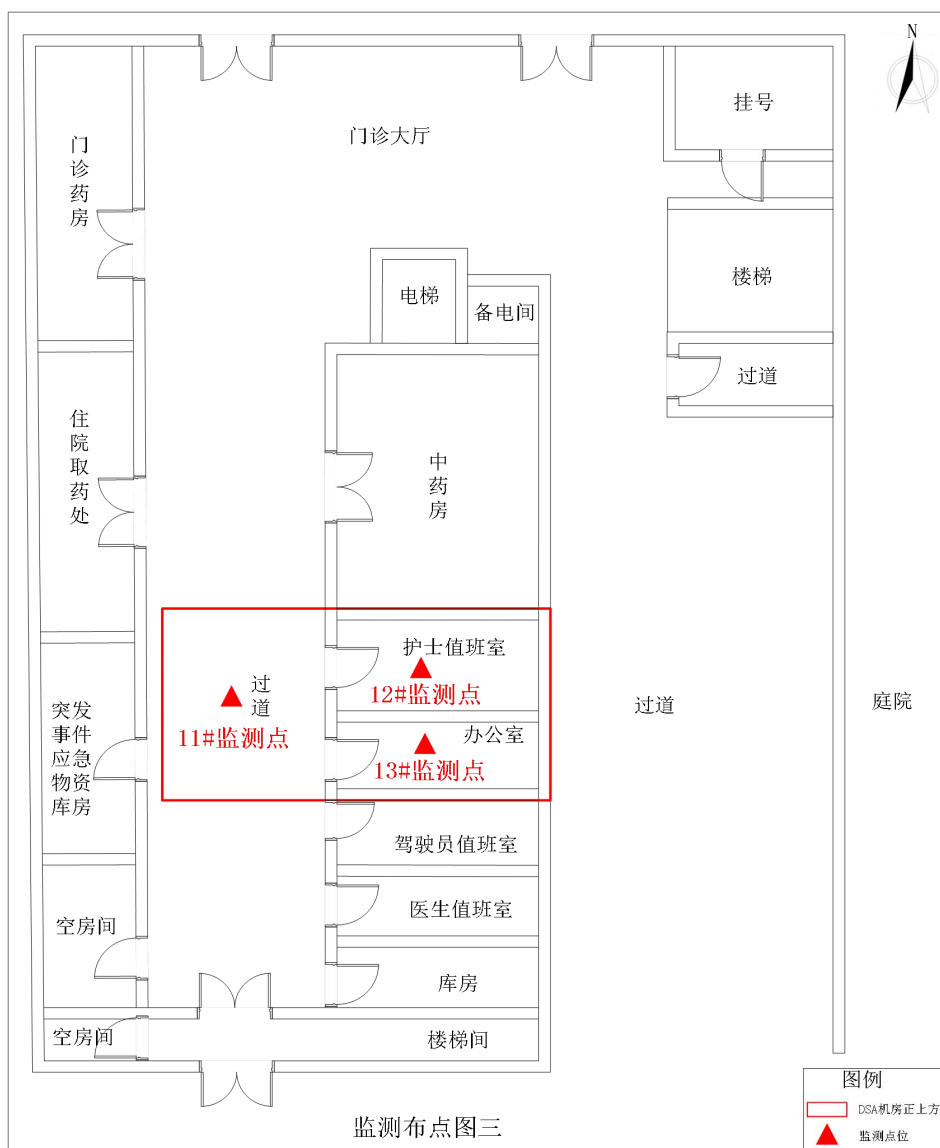 N
挂号
门诊大厅
门诊药房
楼梯
电梯
备电间
过道
住院取药处
中药房
护士值班室
12#监测点
过道
11#监测点
过道
庭院
突发
事件
应急
物资
库房
办公室
13#监测点
驾驶员值班室
空房间
医生值班室
库房
空房间
楼梯间
图例
DSA机房正上方
监测点位
监测布点图三